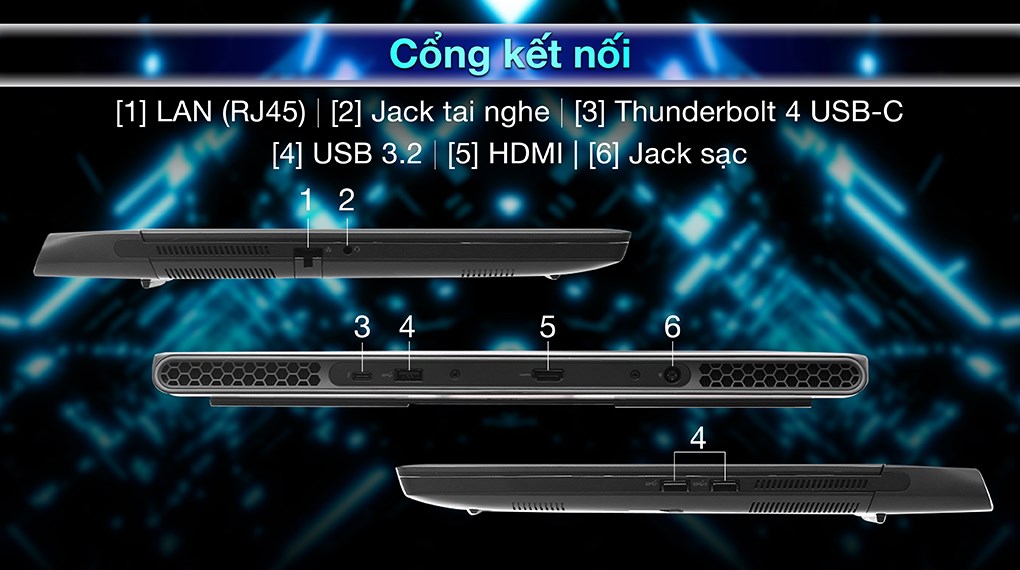 Cổng kết nối
[1] LAN (RJ45) | [2] Jack tai nghe | [3] Thunderbolt 4 USB-C
[4] USB 3.2 | [5] HDMI | [6] Jack sạc
1 2
3 4 5 6
4